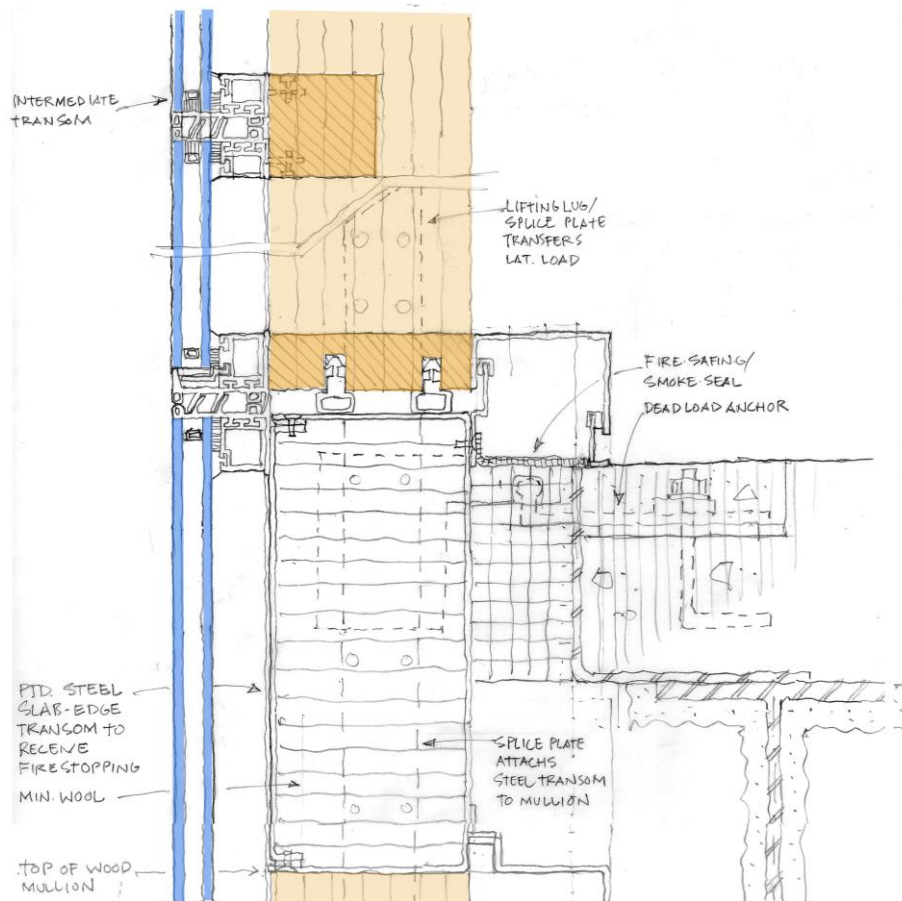 INTERMEDIATE
TRANSOM
LIFTING LUG/
SPLICE PLATE
TRANSFERS
LAT. LOAD
FIRE-SAFING/
SMOKE SEAL
DEAD LOAD ANCHOR
PTD. STEEL
SLAB-EDGE
TRANSOM TO
RECEIVE
FIRESTOPPING
MIN. WOOL
SPLICE PLATE
ATTACHS
STEEL TRANSOM
TO MULLION
TOP OF WOOD
MULLION